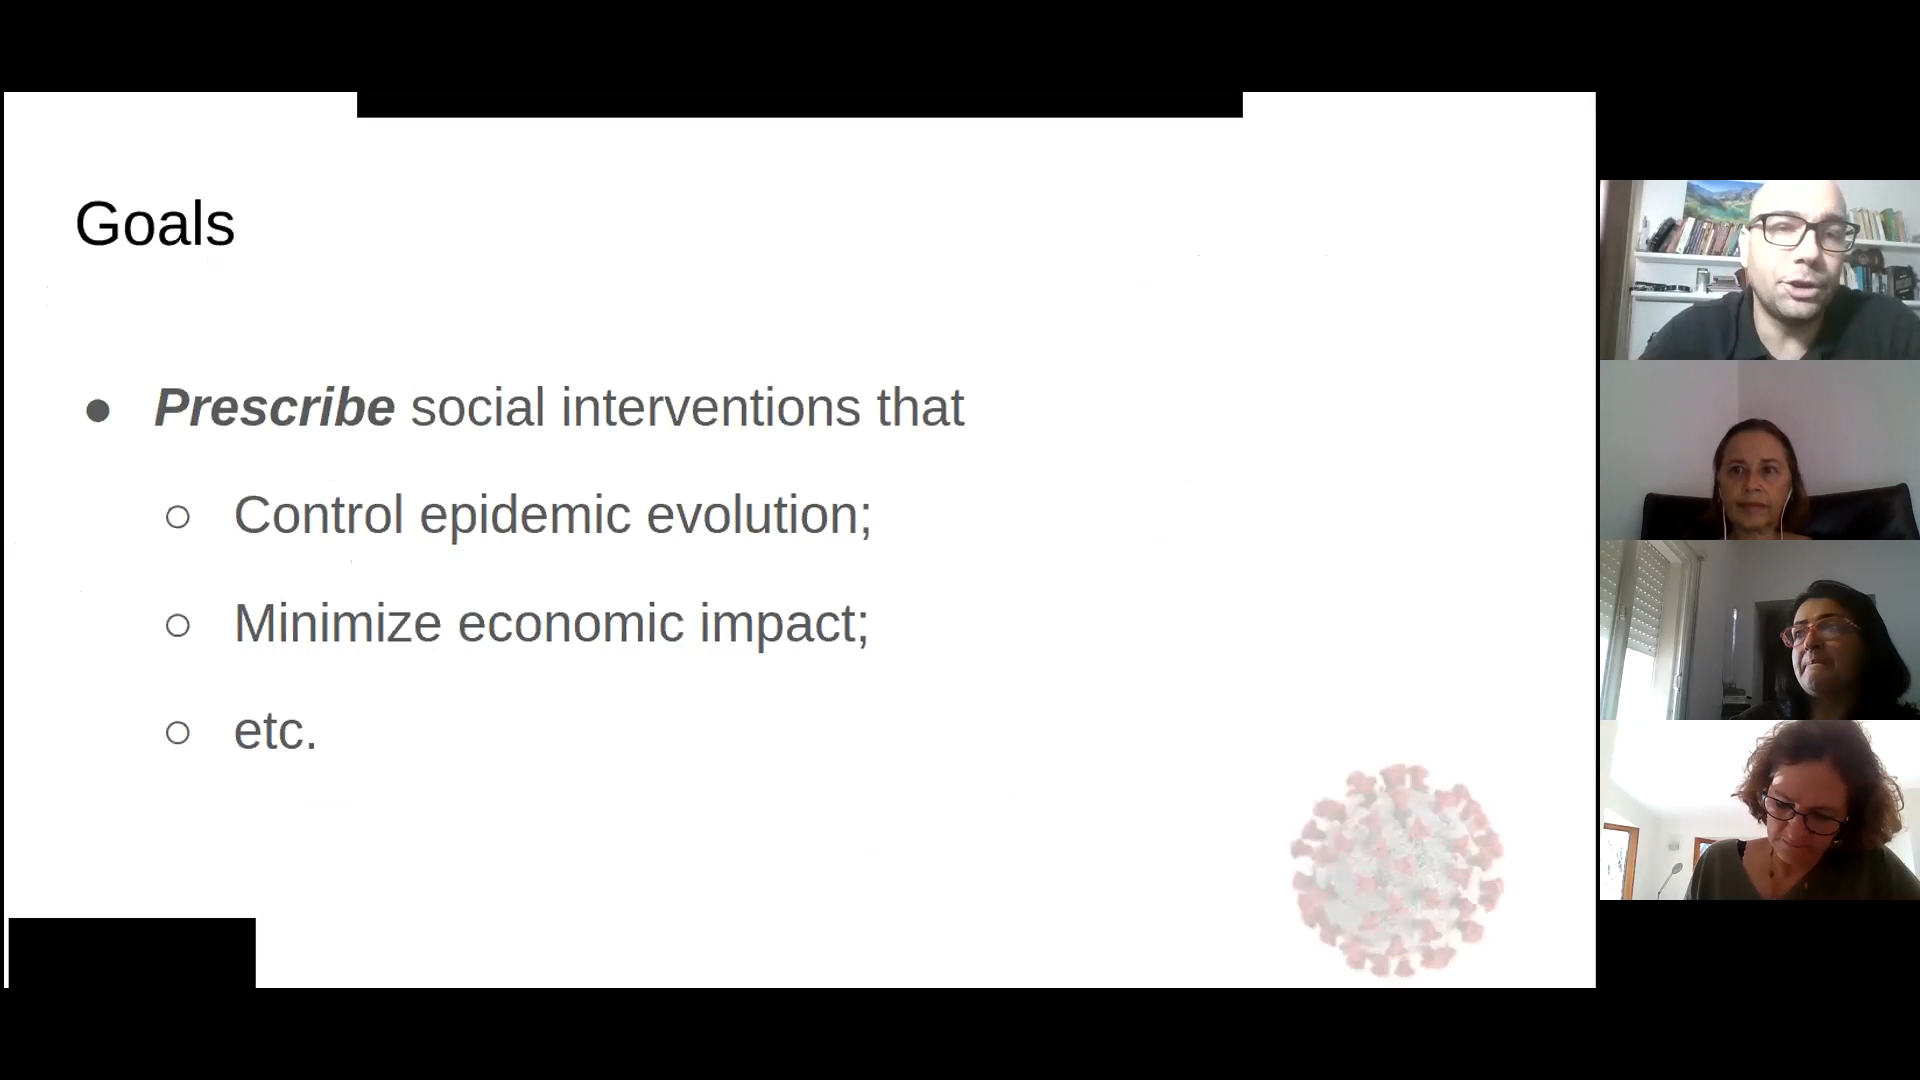 Goals
● Prescribe social interventions that
○ Control epidemic evolution;
○ Minimize economic impact;
○ etc.